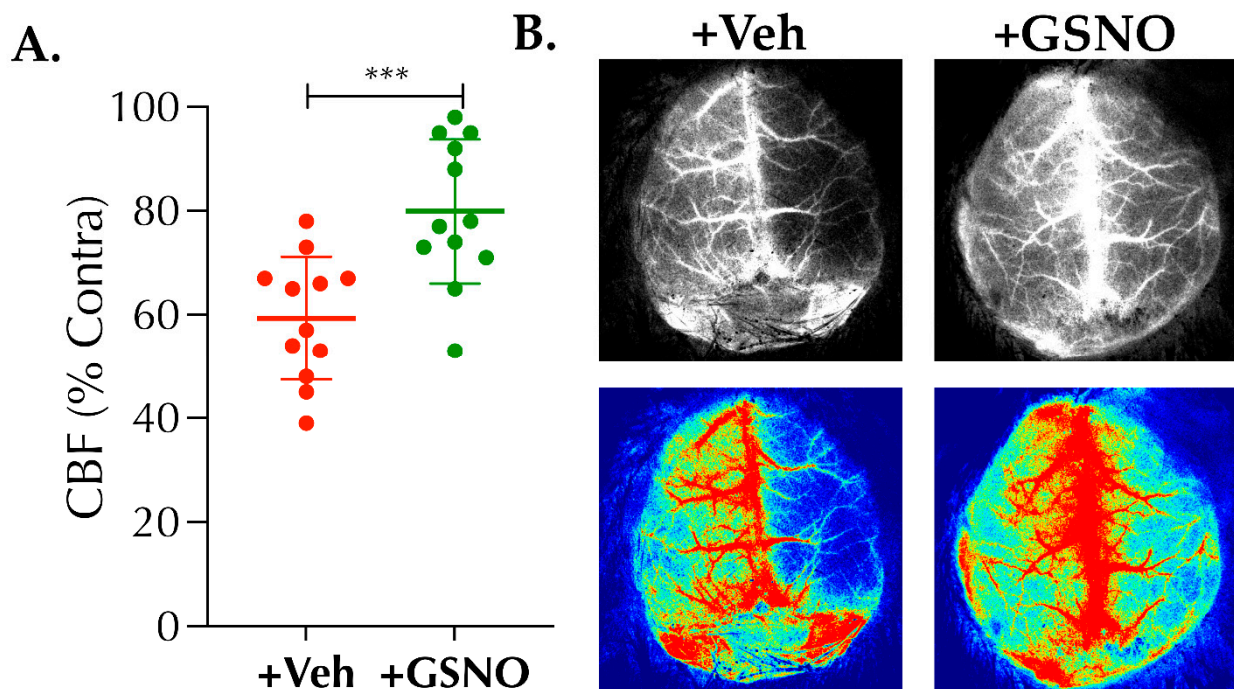 A.
***
100
80
60
40
20
0
CBF (% Contra)
+Veh +GSNO
B.
+Veh +GSNO